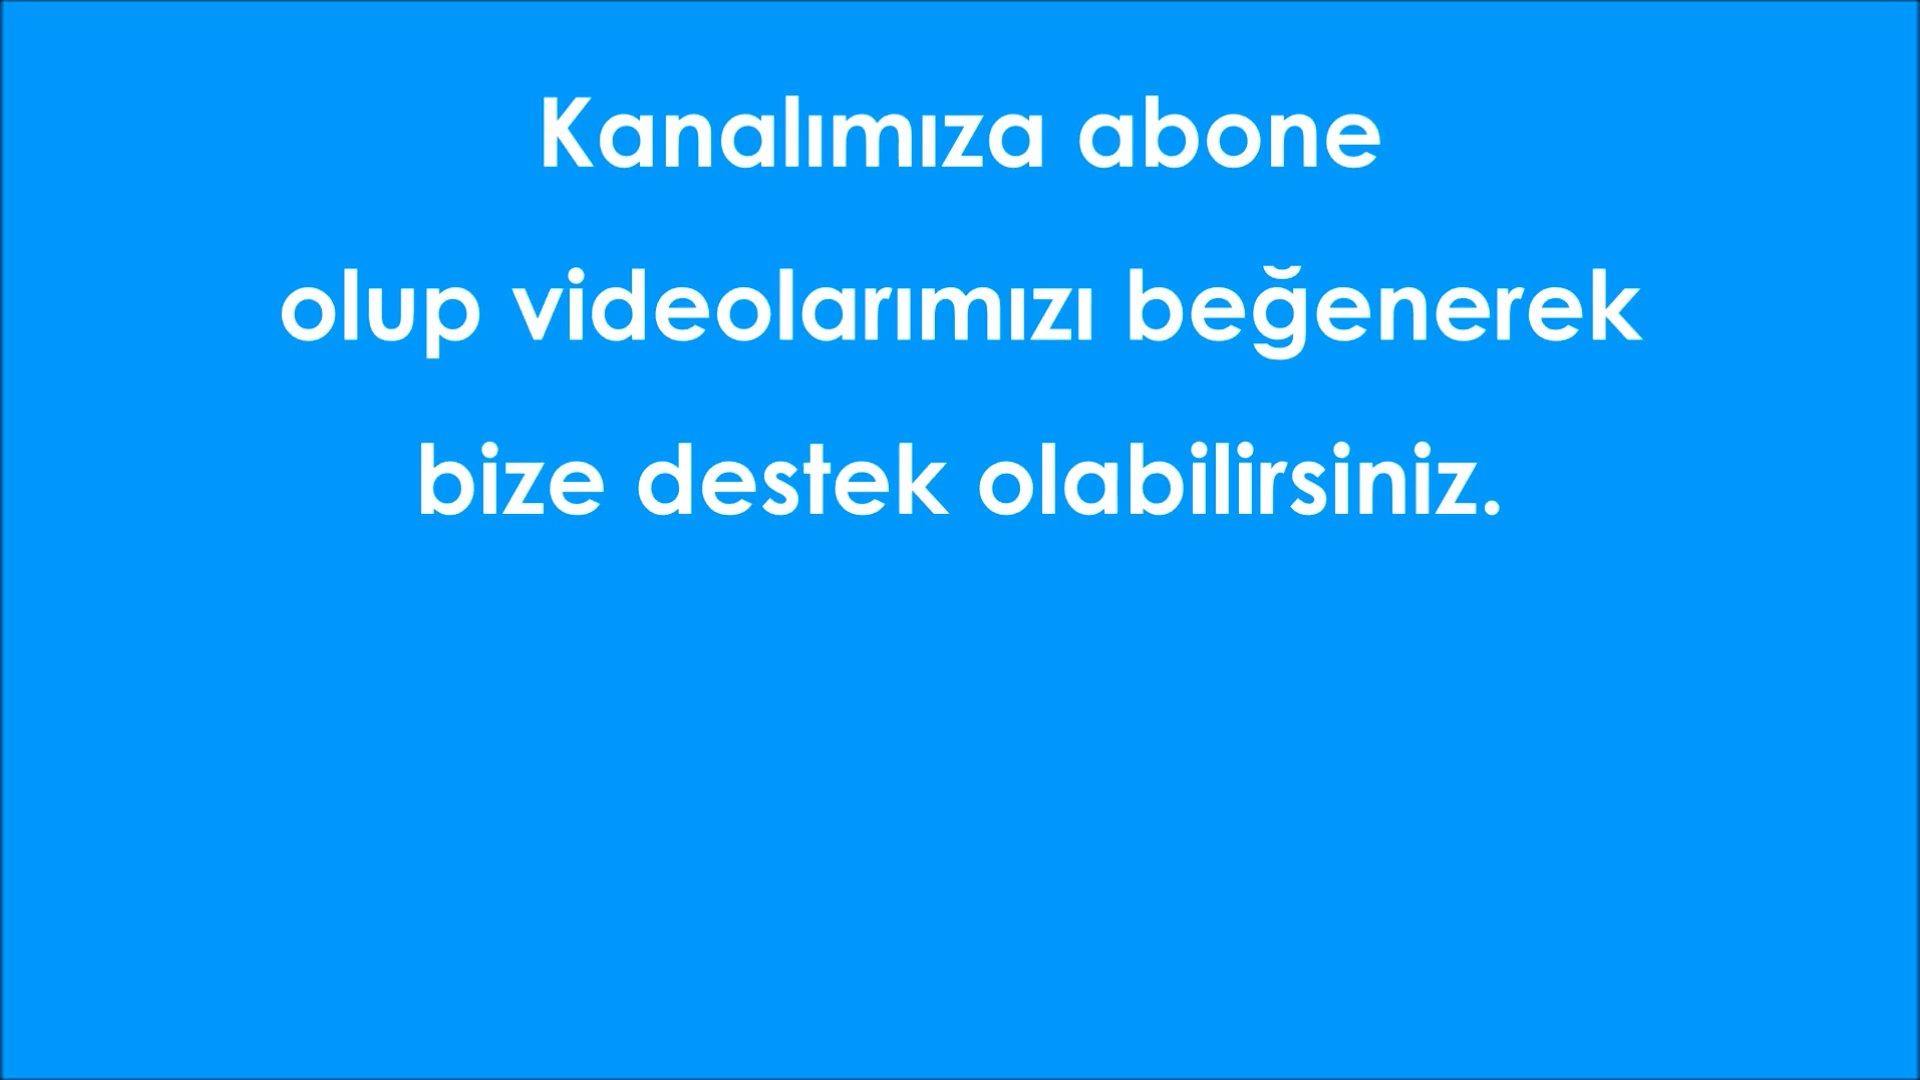 Kanalımıza abone
olup videolarımızı beğenerek
bize destek olabilirsiniz.